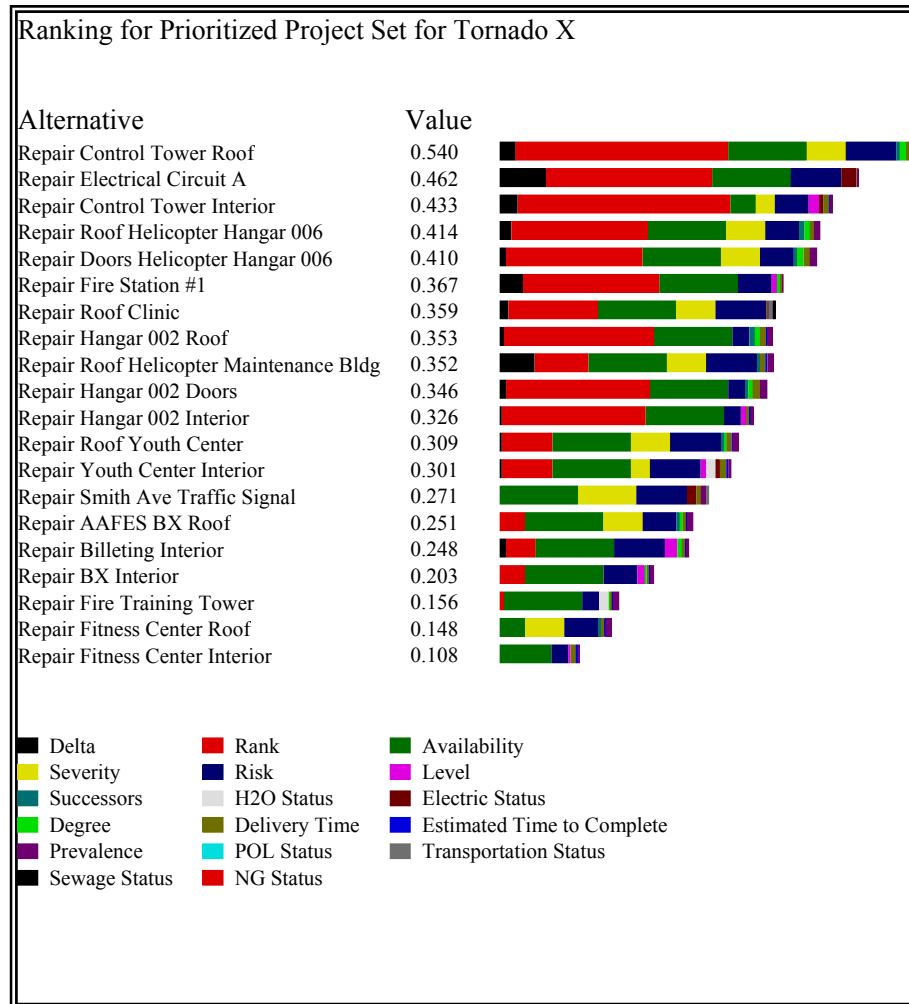 Ranking for Prioritized Project Set for Tornado X
Alternative Value
Repair Control Tower Roof 0.540
Repair Electrical Circuit A 0.462
Repair Control Tower Interior 0.433
Repair Roof Helicopter Hangar 006 0.414
Repair Doors Helicopter Hangar 006 0.410
Repair Fire Station #1 0.367
Repair Roof Clinic 0.359
Repair Hangar 002 Roof 0.353
Repair Roof Helicopter Maintenance Bldg 0.352
Repair Hangar 002 Doors 0.346
Repair Hangar 002 Interior 0.326
Repair Roof Youth Center 0.309
Repair Youth Center Interior 0.301
Repair Smith Ave Traffic Signal 0.271
Repair AAFES BX Roof 0.251
Repair Billeting Interior 0.248
Repair BX Interior 0.203
Repair Fire Training Tower 0.156
Repair Fitness Center Roof 0.148
Repair Fitness Center Interior 0.108
Delta Rank Availability
Severity Risk Level
Successors H2O Status Electric Status
Degree Delivery Time Estimated Time to Complete
Prevalence POL Status Transportation Status
Sewage Status NG Status